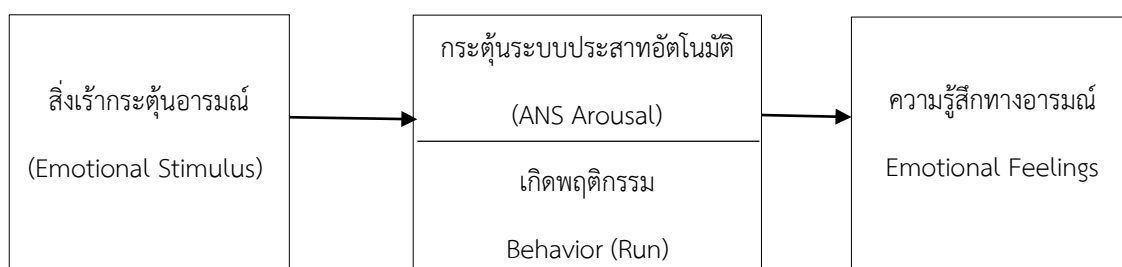 สิ่งเร้ากระตุ้นอารมณ์
(Emotional Stimulus)
กระตุ้นระบบประสาทอัตโนมัติ
(ANS Arousal)
เกิดพฤติกรรม
Behavior (Run)
ความรู้สึกทางอารมณ์
Emotional Feelings